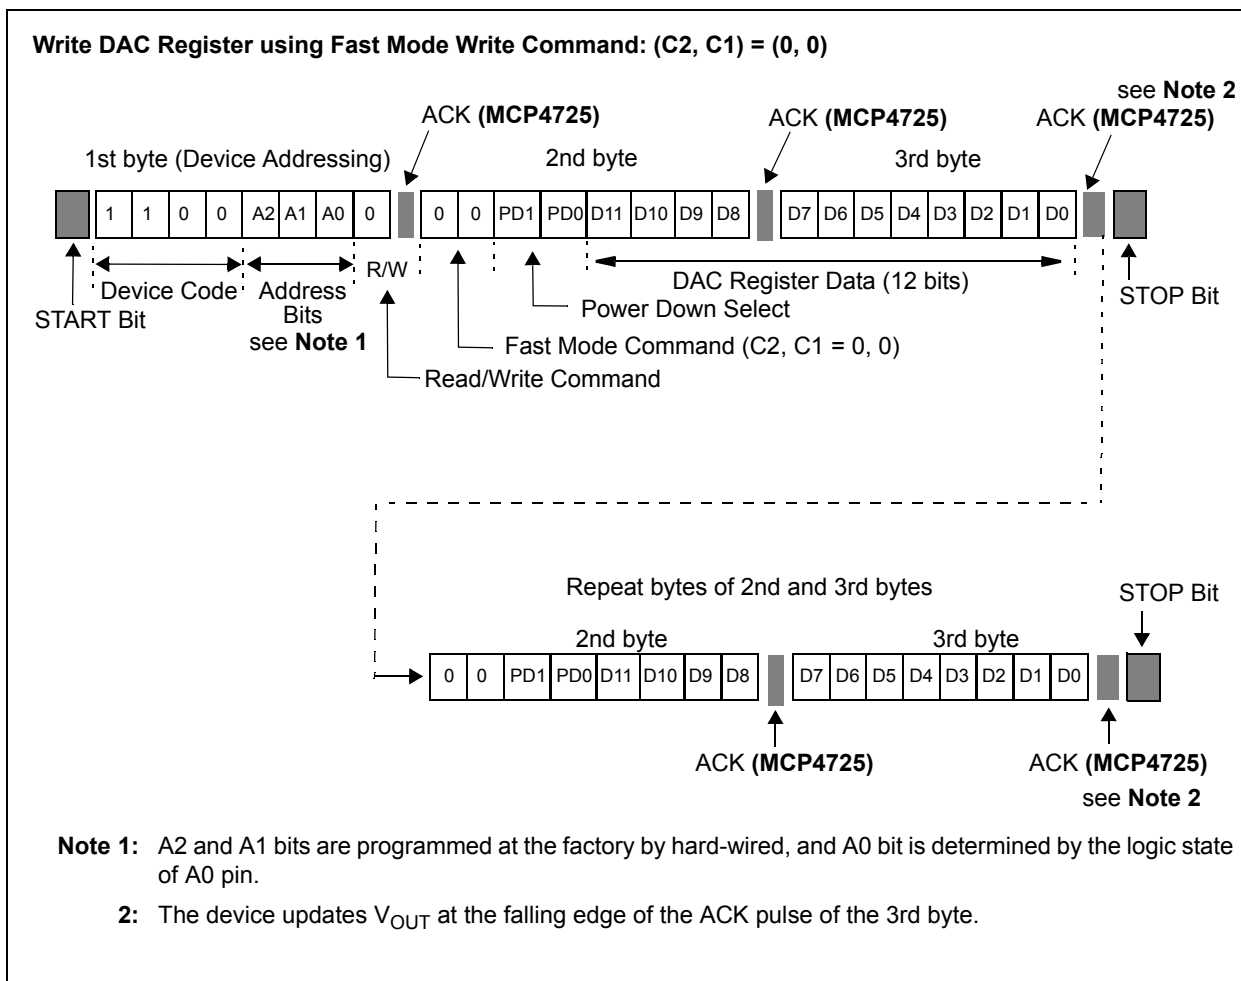 Write DAC Register using Fast Mode Write Command: (C2, C1) = (0, 0)
see Note 2
ACK (MCP4725)
ACK (MCP4725)
ACK (MCP4725)
1st byte (Device Addressing)
2nd byte
3rd byte
1 1 0 0 A2 A1 A0 0
0 0 PD1 PD0 D11 D10 D9 D8
D7 D6 D5 D4 D3 D2 D1 D0
R/W
Device Code
Address
Bits
see Note 1
DAC Register Data (12 bits)
START Bit
STOP Bit
Power Down Select
Fast Mode Command (C2, C1 = 0, 0)
Read/Write Command
Repeat bytes of 2nd and 3rd bytes
STOP Bit
2nd byte
3rd byte
0 0 PD1 PD0 D11 D10 D9 D8
D7 D6 D5 D4 D3 D2 D1 D0
ACK (MCP4725)
ACK (MCP4725)
see Note 2
Note 1: A2 and A1 bits are programmed at the factory by hard-wired, and A0 bit is determined by the logic state
of A0 pin.
2: The device updates VOUT at the falling edge of the ACK pulse of the 3rd byte.